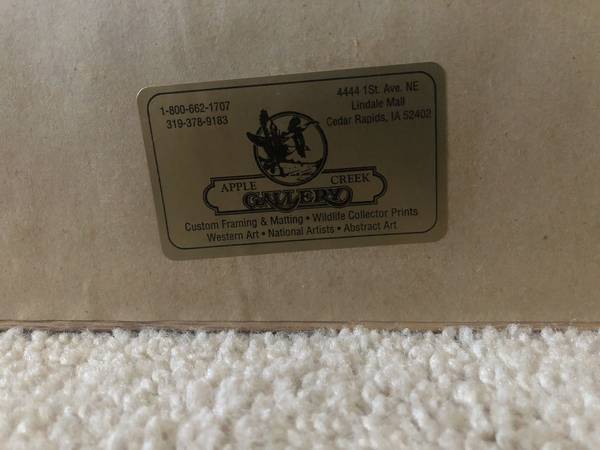 1-800-662-1707
319-378-9183
4444 1St. Ave. NE
Lindale Mall
Cedar Rapids, IA 52402
APPLE CREEK
GALLERY
Custom Framing & Matting • Wildlife Collector Prints
Western Art • National Artists • Abstract Art